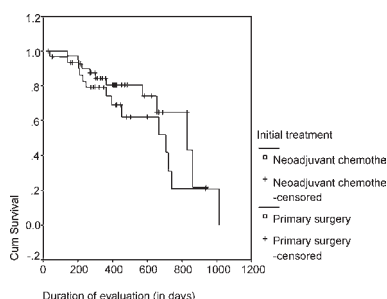 1.2
1.0
.8
.6
.4
.2
0.0
-.2
Cum Survival
0 200 400 600 800 1000 1200
Duration of evaluation (in days)
Initial treatment
Neoadjuvant chemothe
Neoadjuvant chemothe
-censored
Primary surgery
Primary surgery
-censored